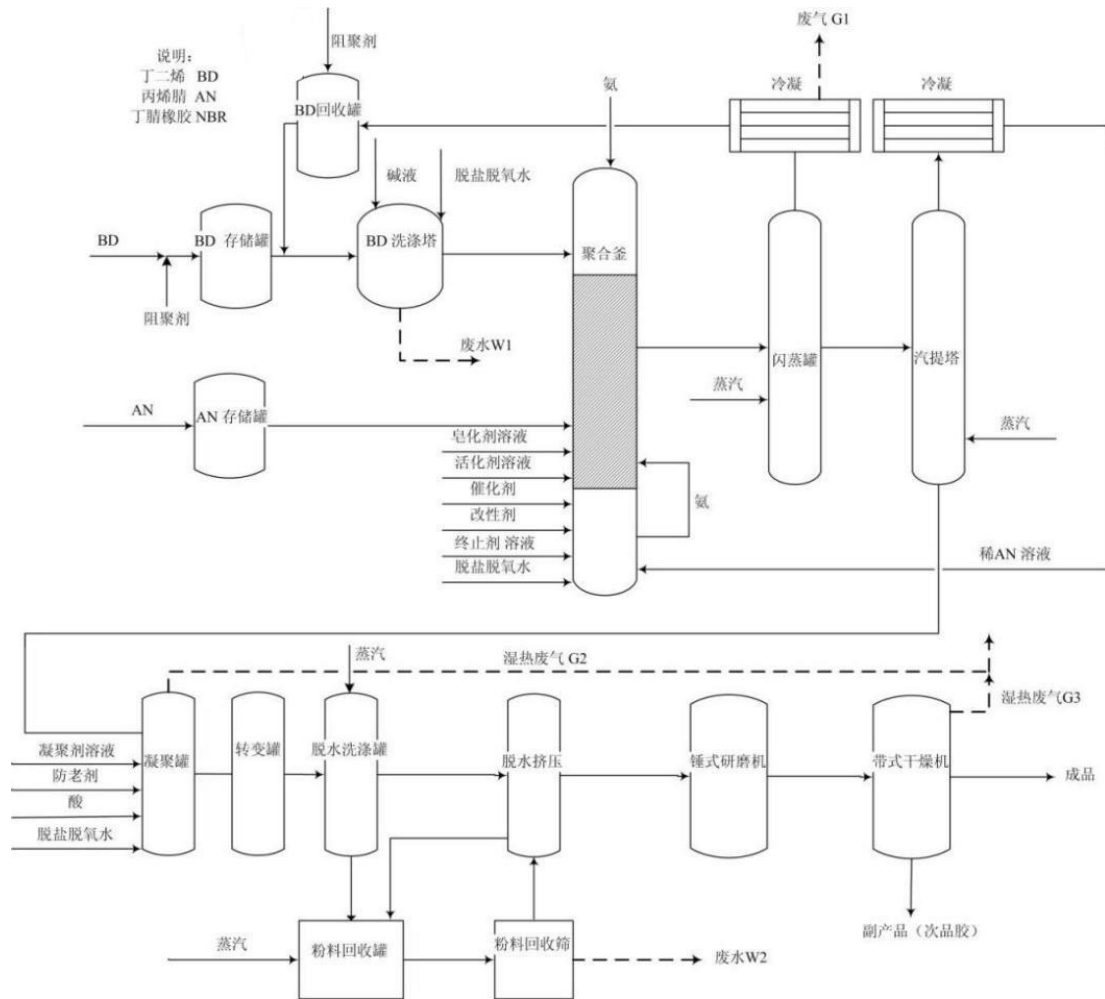 废气 G1
说明：
丁二烯 BD
丙烯腈 AN
丁腈橡胶 NBR
阻聚剂
BD回收罐
氨
冷凝
冷凝
碱液
脱盐脱氧水
BD
BD 存储罐
BD 洗涤塔
聚合釜
阻聚剂
废水W1
闪蒸罐
汽提塔
蒸汽
AN
AN 存储罐
蒸汽
皂化剂溶液
活化剂溶液
催化剂
氨
改性剂
终止剂 溶液
稀AN 溶液
脱盐脱氧水
蒸汽
湿热废气 G2
湿热废气G3
凝聚剂溶液
防老剂
酸
脱盐脱氧水
凝聚罐
转变罐
脱水洗涤罐
脱水挤压
锤式研磨机
带式干燥机
成品
副产品（次品胶）
蒸汽
粉料回收罐
粉料回收筛
废水W2